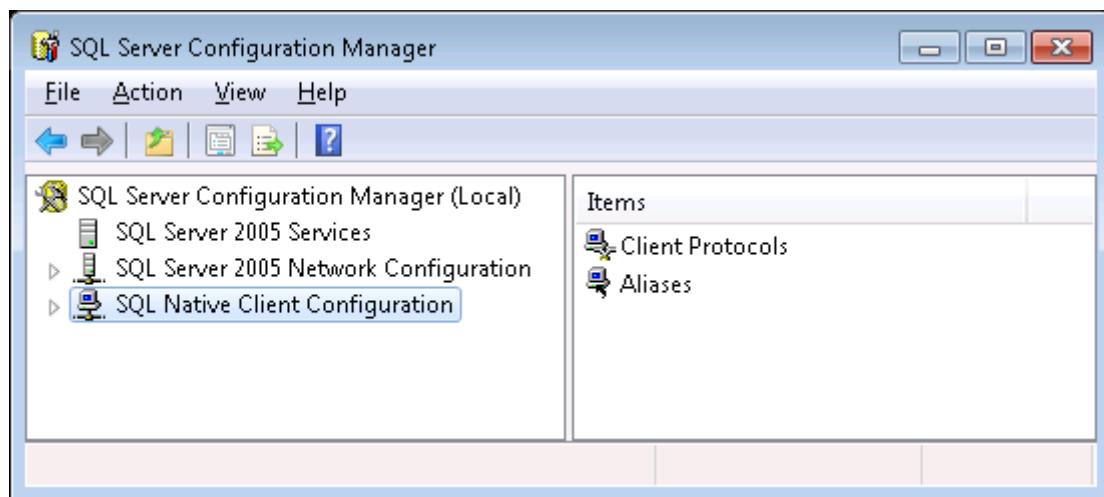 SQL Server Configuration Manager
File Action View Help
SQL Server Configuration Manager (Local)
SQL Server 2005 Services
SQL Server 2005 Network Configuration
SQL Native Client Configuration
Items
Client Protocols
Aliases